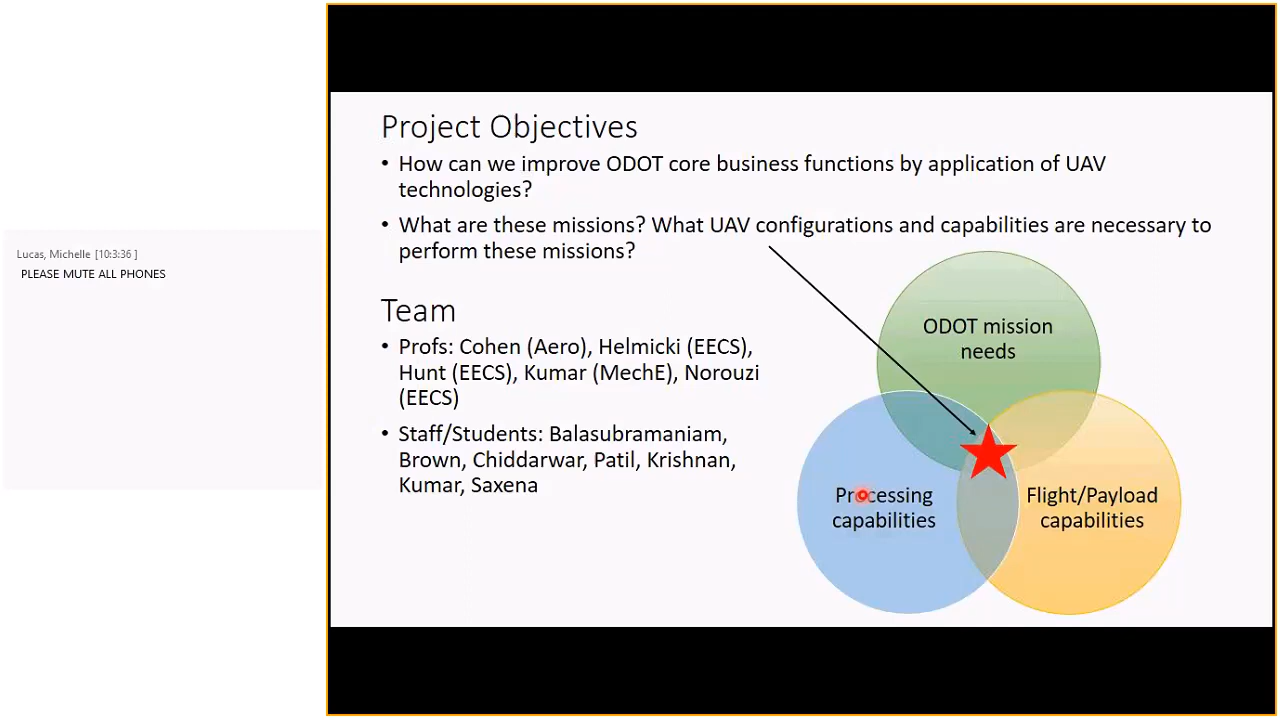 Lucas, Michelle [10:3:36 ]
PLEASE MUTE ALL PHONES
Project Objectives
• How can we improve ODOT core business functions by application of UAV
technologies?
• What are these missions? What UAV configurations and capabilities are necessary to
perform these missions?
Team
• Profs: Cohen (Aero), Helmicki (EECS),
Hunt (EECS), Kumar (MechE), Norouzi
(EECS)
• Staff/Students: Balasubramaniam,
Brown, Chiddarwar, Patil, Krishnan,
Kumar, Saxena
ODOT mission
needs
Processing
capabilities
Flight/Payload
capabilities